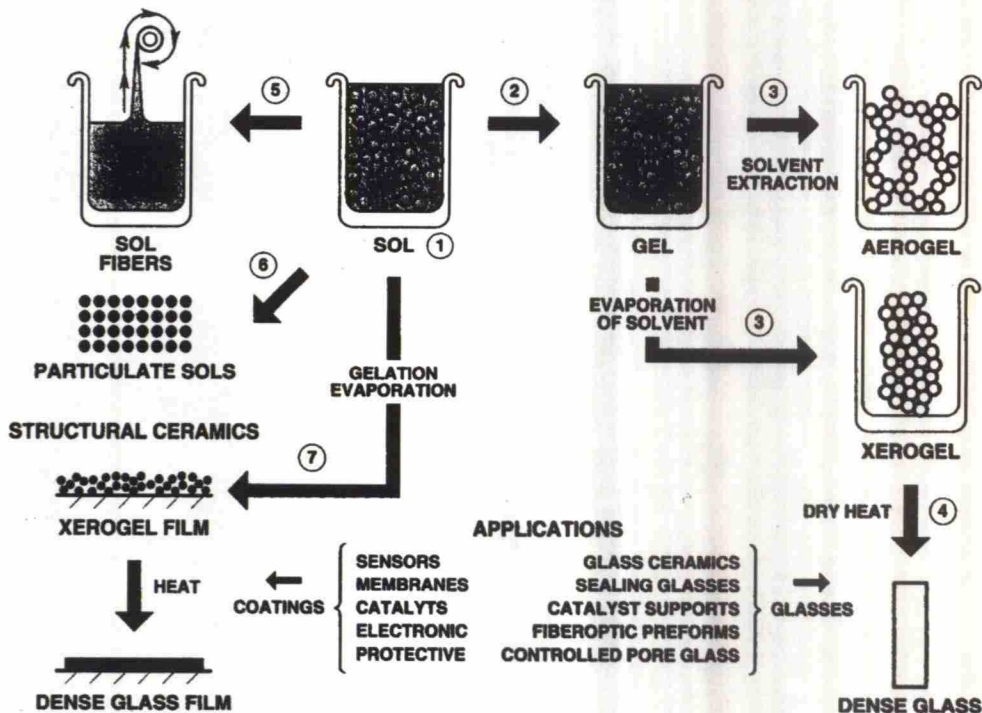 5
2
3
SOLVENT
EXTRACTION
SOL
FIBERS
SOL 1
GEL
AEROGEL
6
EVAPORATION
OF SOLVENT
3
PARTICULATE SOLS
GELATION
EVAPORATION
STRUCTURAL CERAMICS
7
XEROGEL
XEROGEL FILM
DRY HEAT 4
APPLICATIONS
HEAT
COATINGS
SENSORS
MEMBRANES
CATALYTS
ELECTRONIC
PROTECTIVE
GLASS CERAMICS
SEALING GLASSES
CATALYST SUPPORTS
FIBEROPTIC PREFORMS
CONTROLLED PORE GLASS
GLASSES
DENSE GLASS FILM
DENSE GLASS